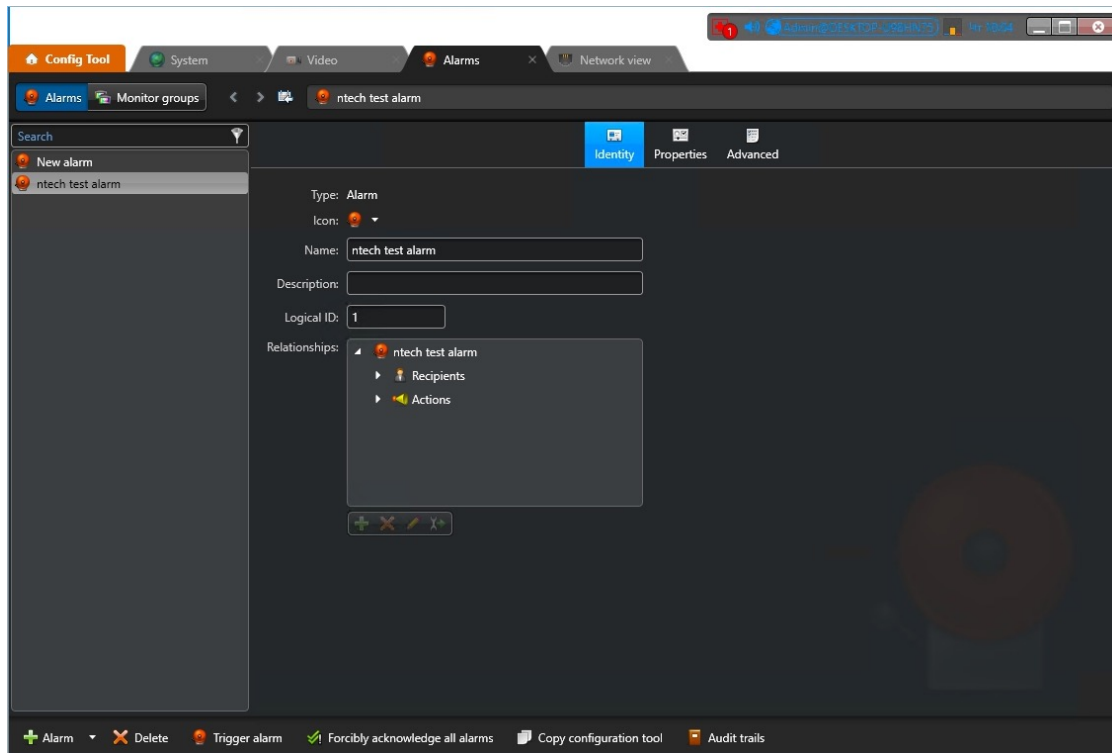 1
Config Tool
System
Video
Alarms
Network view
Alarms
Monitor groups
ntech test alarm
Search
New alarm
ntech test alarm
Identity
Properties
Advanced
Type: Alarm
Icon:
Name: ntech test alarm
Description:
Logical ID: 1
Relationships: ntech test alarm
Recipients
Actions
Alarm
Delete
Trigger alarm
Forcibly acknowledge all alarms
Copy configuration tool
Audit trails